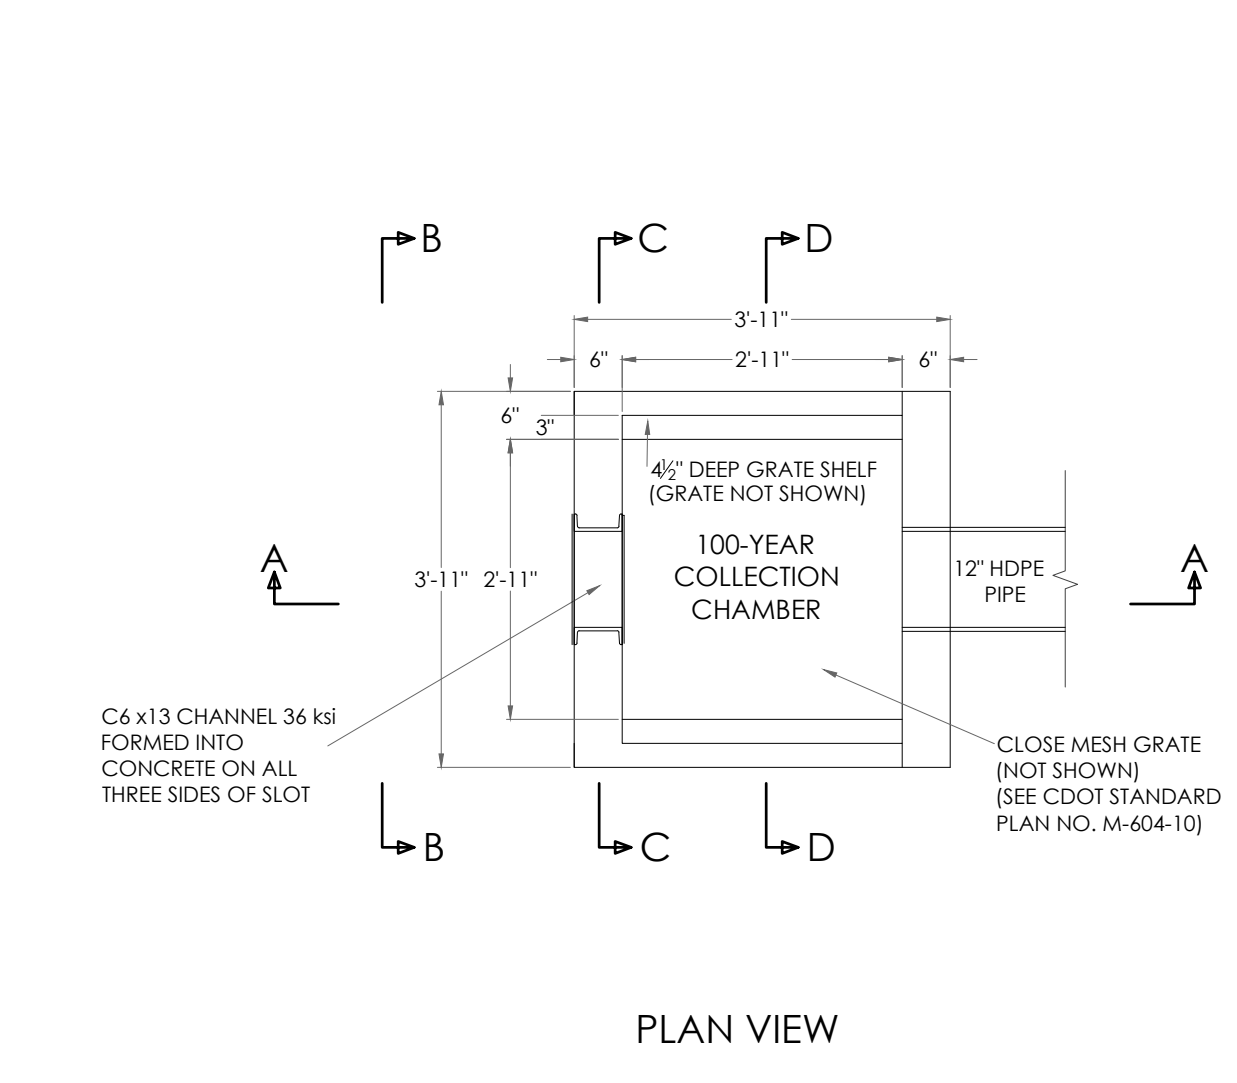 B C D
3'-11"
6" 2'-11" 6"
6"
3"
4½" DEEP GRATE SHELF
(GRATE NOT SHOWN)
100-YEAR
COLLECTION
CHAMBER
A
A
3'-11" 2'-11"
12" HDPE
PIPE
C6 x13 CHANNEL 36 ksi
FORMED INTO
CONCRETE ON ALL
THREE SIDES OF SLOT
CLOSE MESH GRATE
(NOT SHOWN)
(SEE CDOT STANDARD
PLAN NO. M-604-10)
B C D
PLAN VIEW